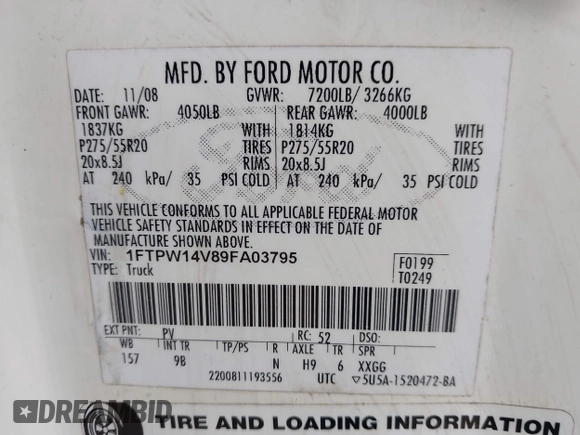 MFD. BY FORD MOTOR CO.
DATE: 11/08 GVWR: 7200LB/ 3266KG
FRONT GAWR: 4050LB REAR GAWR: 4000LB
1837KG WITH 1814KG WITH
P275/55R20 TIRES P275/55R20 TIRES
20x8.5J RIMS 20x8.5J RIMS
AT 240 kPa/ 35 PSI COLD AT 240 kPa/ 35 PSI COLD
THIS VEHICLE CONFORMS TO ALL APPLICABLE FEDERAL MOTOR
VEHICLE SAFETY STANDARDS IN EFFECT ON THE DATE OF MANUFACTURE SHOWN ABOVE.
VIN: 1FTPW14V89FA03795 F0199
TYPE: Truck T0249
EXT PNT: PV RC: 52 DSO:
WB INT TR TP/PS R AXLE TR SPR
157 9B N H9 6 XXGG
2200811193556 UTC ▽5U5A-1520472-BA
DREAMBID
TIRE AND LOADING INFORMATION